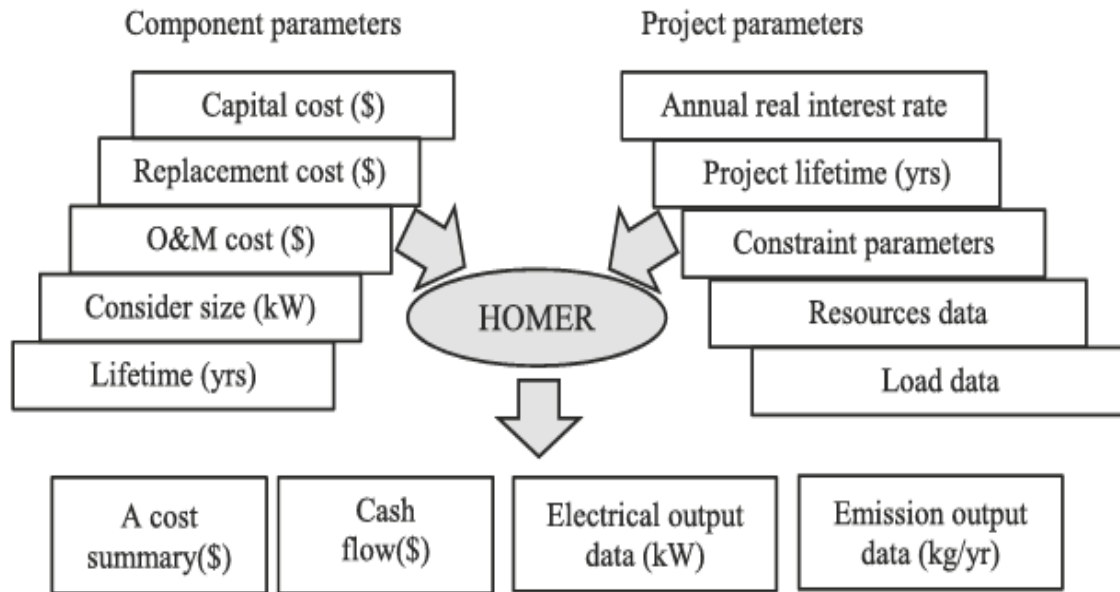 Component parameters
Project parameters
Capital cost ($)
Replacement cost ($)
O&M cost ($)
Consider size (kW)
Lifetime (yrs)
Annual real interest rate
Project lifetime (yrs)
Constraint parameters
Resources data
Load data
HOMER
A cost
summary($)
Cash
flow($)
Electrical output
data (kW)
Emission output
data (kg/yr)